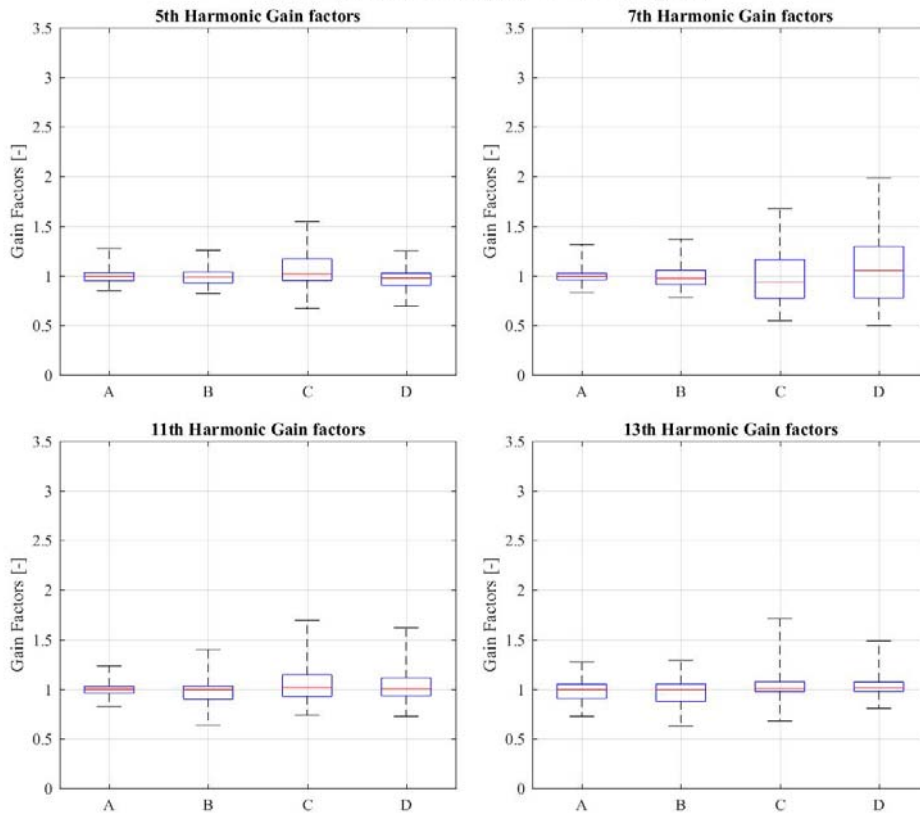 5th Harmonic Gain factors
3.5
3
2.5
2
1.5
1
0.5
0
Gain Factors [-]
A B C D
7th Harmonic Gain factors
3.5
3
2.5
2
1.5
1
0.5
0
Gain Factors [-]
A B C D
11th Harmonic Gain factors
3.5
3
2.5
2
1.5
1
0.5
0
Gain Factors [-]
A B C D
13th Harmonic Gain factors
3.5
3
2.5
2
1.5
1
0.5
0
Gain Factors [-]
A B C D